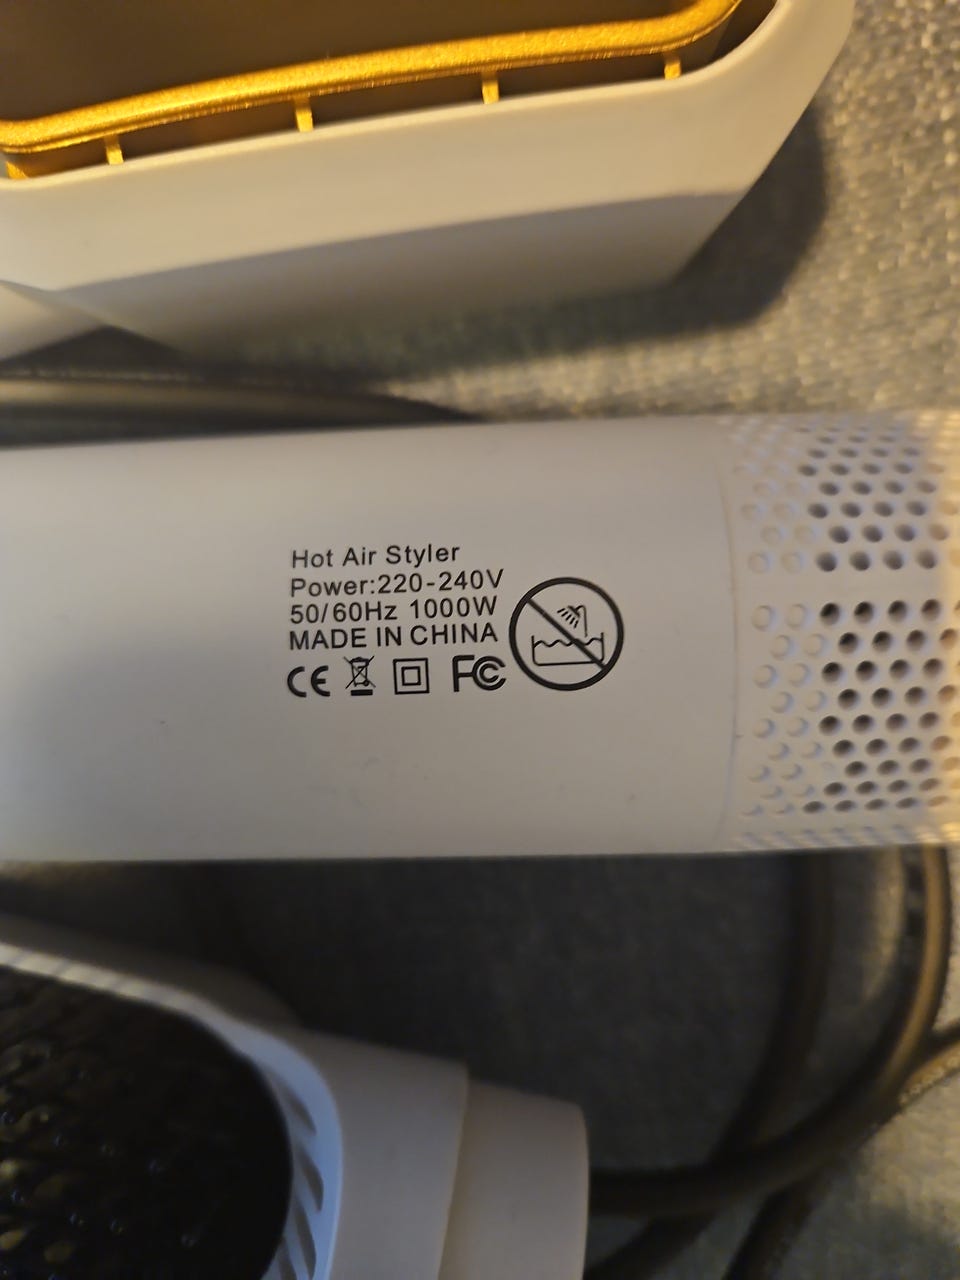 Hot Air Styler
Power:220-240V
50/60Hz 1000W
MADE IN CHINA
CE FC